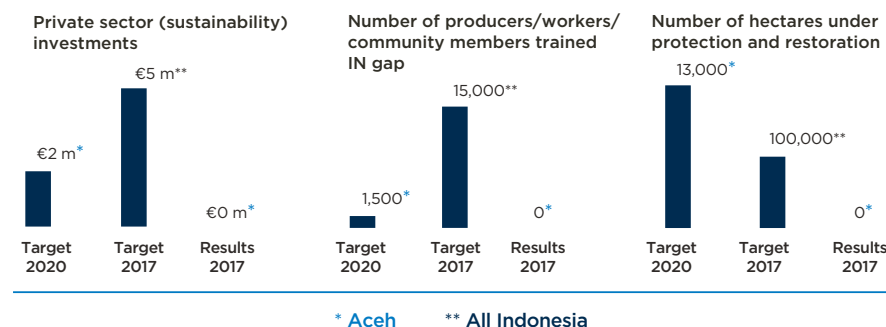 Private sector (sustainability)
investments
€5 m**
€2 m*
€0 m*
Target
2020
Target
2017
Results
2017
Number of producers/workers/
community members trained
IN gap
15,000**
1,500*
0*
Target
2020
Target
2017
Results
2017
Number of hectares under
protection and restoration
13,000*
100,000**
0*
Target
2020
Target
2017
Results
2017
* Aceh ** All Indonesia